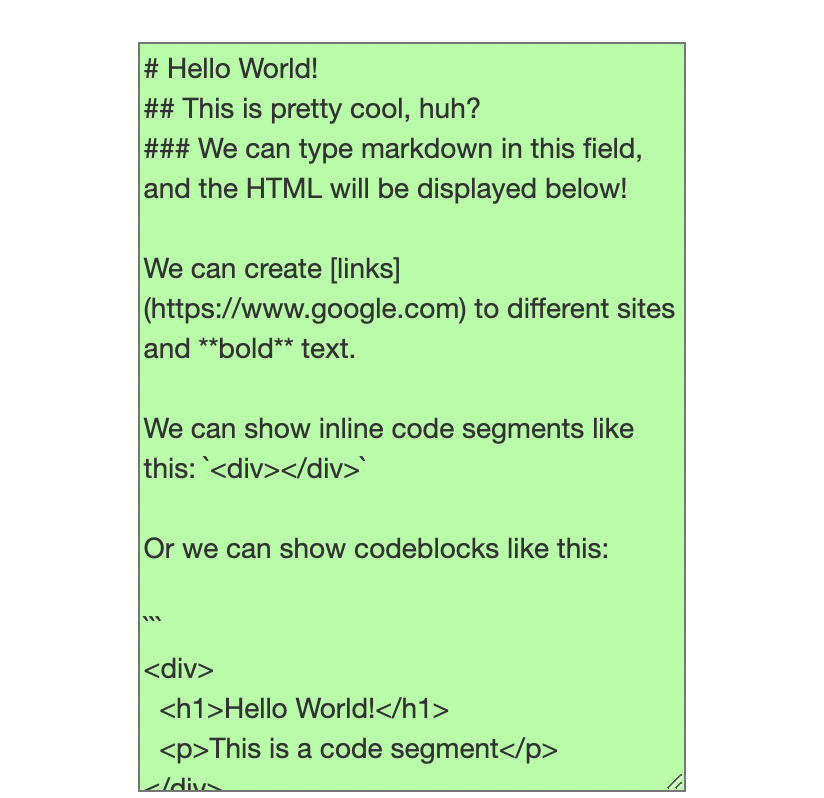 # Hello World!
## This is pretty cool, huh?
### We can type markdown in this field,
and the HTML will be displayed below!

We can create [links]
(https://www.google.com) to different sites
and **bold** text.

We can show inline code segments like
this: `<div></div>`

Or we can show codeblocks like this:

```
<div>
  <h1>Hello World!</h1>
  <p>This is a code segment</p>
</div>